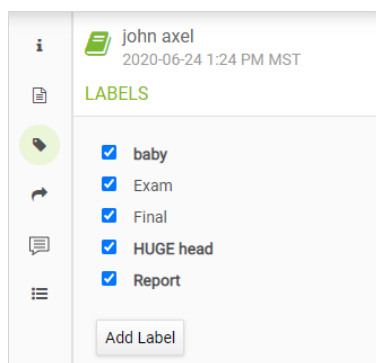 john axel
2020-06-24 1:24 PM MST
LABELS
baby
Exam
Final
HUGE head
Report
Add Label